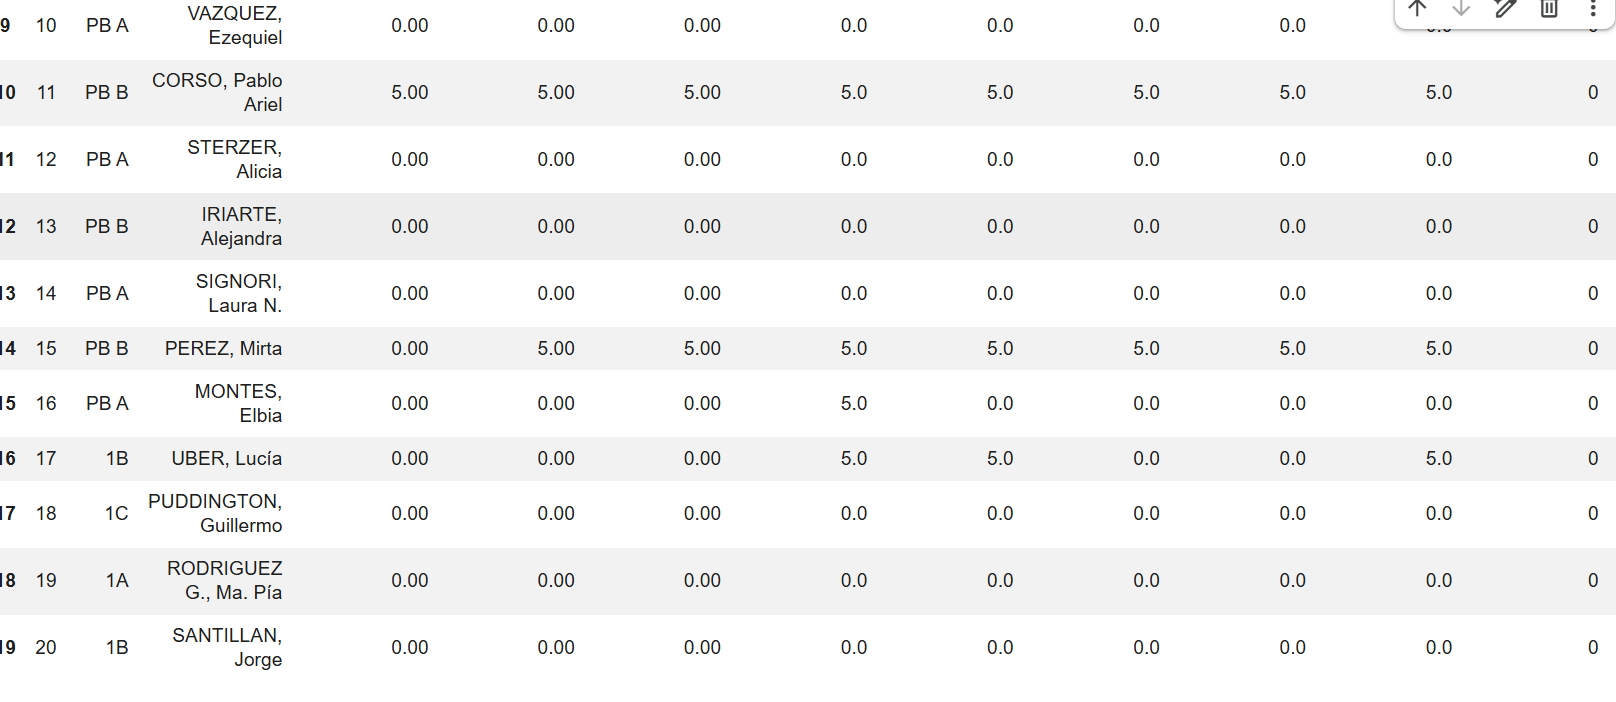 VAZQUEZ,
9 10 PB A 0.00 0.00 0.00 0.0 0.0 0.0 0.0
Ezequiel
CORSO, Pablo
10 11 PB B 5.00 5.00 5.00 5.0 5.0 5.0 5.0 5.0 0
Ariel
STERZER,
11 12 PB A 0.00 0.00 0.00 0.0 0.0 0.0 0.0 0.0 0
Alicia
IRIARTE,
12 13 PB B 0.00 0.00 0.00 0.0 0.0 0.0 0.0 0.0 0
Alejandra
SIGNORI,
13 14 PB A 0.00 0.00 0.00 0.0 0.0 0.0 0.0 0.0 0
Laura N.
14 15 PB B PEREZ, Mirta 0.00 5.00 5.00 5.0 5.0 5.0 5.0 5.0 0
MONTES,
15 16 PB A 0.00 0.00 0.00 5.0 0.0 0.0 0.0 0.0 0
Elbia
16 17 1B UBER, Lucía 0.00 0.00 0.00 5.0 5.0 0.0 0.0 5.0 0
PUDDINGTON,
17 18 1C 0.00 0.00 0.00 0.0 0.0 0.0 0.0 0.0 0
Guillermo
RODRIGUEZ
18 19 1A 0.00 0.00 0.00 0.0 0.0 0.0 0.0 0.0 0
G., Ma. Pía
SANTILLAN,
19 20 1B 0.00 0.00 0.00 0.0 0.0 0.0 0.0 0.0 0
Jorge